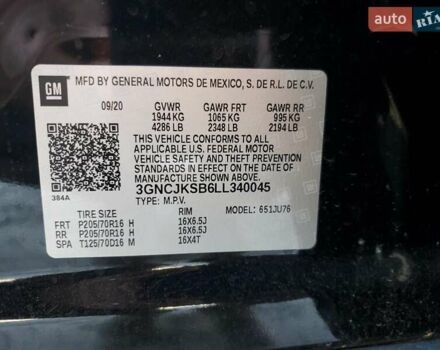 auto RIA
GM
MFD BY GENERAL MOTORS DE MEXICO, S. DE R.L. DE C.V.
09/20 GVWR GAWR FRT GAWR RR
1944 KG 1065 KG 995 KG
4286 LB 2348 LB 2194 LB
THIS VEHICLE CONFORMS TO ALL
APPLICABLE U.S. FEDERAL MOTOR
VEHICLE SAFETY AND THEFT
PREVENTION STANDARDS IN EFFECT
ON THE DATE OF MANUFACTURE
SHOWN ABOVE.
384A
3GNCJKSB6LL340045
TYPE: M.P.V. MODEL: 651JU76
TIRE SIZE RIM
FRT P205/70R16 H 16X6.5J
RR P205/70R16 H 16X6.5J
SPA T125/70D16 M 16X4T